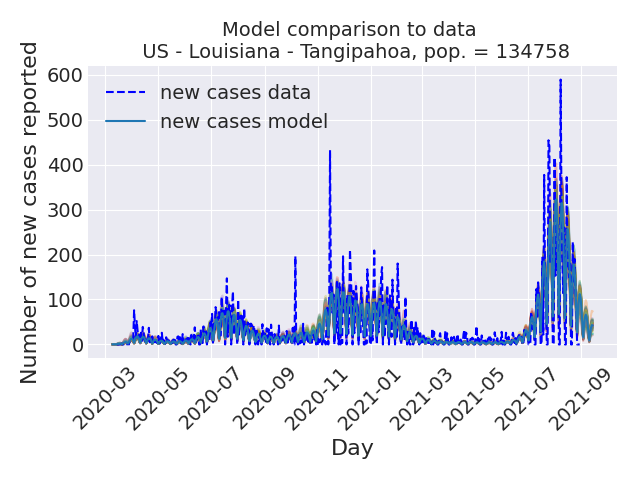 Model comparison to data
US - Louisiana - Tangipahoa, pop. = 134758
Number of new cases reported
600
500
400
300
200
100
0
new cases data
new cases model
2020-03
2020-05
2020-07
2020-09
2020-11
2021-01
2021-03
2021-05
2021-07
2021-09
Day